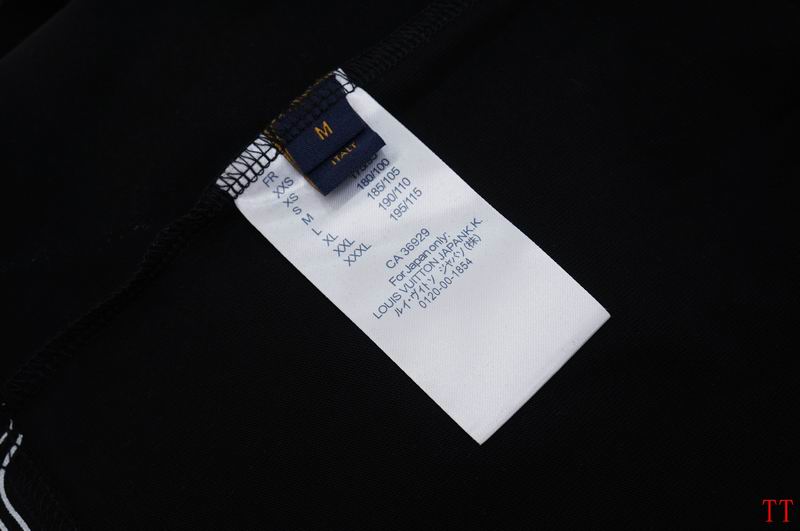 M
ITALY
FR
XXS
XS
S 180/100
M 185/105
L 190/110
XL 195/115
XXL
XXXL
CA 36929
For Japan only:
LOUIS VUITTON JAPAN K.K.
ルイ・ヴィトン ジャパン(株)
0120-00-1854
TT